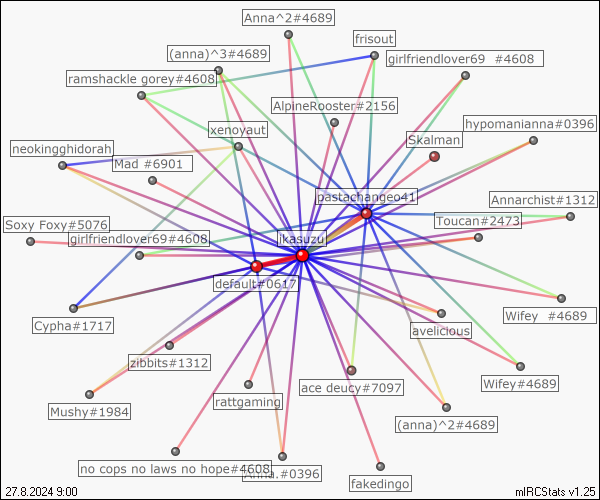 Anna^2#4689
frisout
(anna)^3#4689
girlfriendlover69 #4608
ramshackle gorey#4608
AlpineRooster#2156
hypomanianna#0396
xenoyaut
Skalman
neokingghidorah
Mad #6901
pastachangeo41
Annarchist#1312
Soxy Foxy#5076
Toucan#2473
girlfriendlover69#4608
jkasuzu
default#0617
Wifey #4689
Cypha#1717
avelicious
zibbits#1312
ace deucy#7097
Wifey#4689
Mushy#1984
rattgaming
(anna)^2#4689
no cops no laws no hope#4608
#0396
fakedingo
27.8.2024 9:00
mIRCStats v1.25